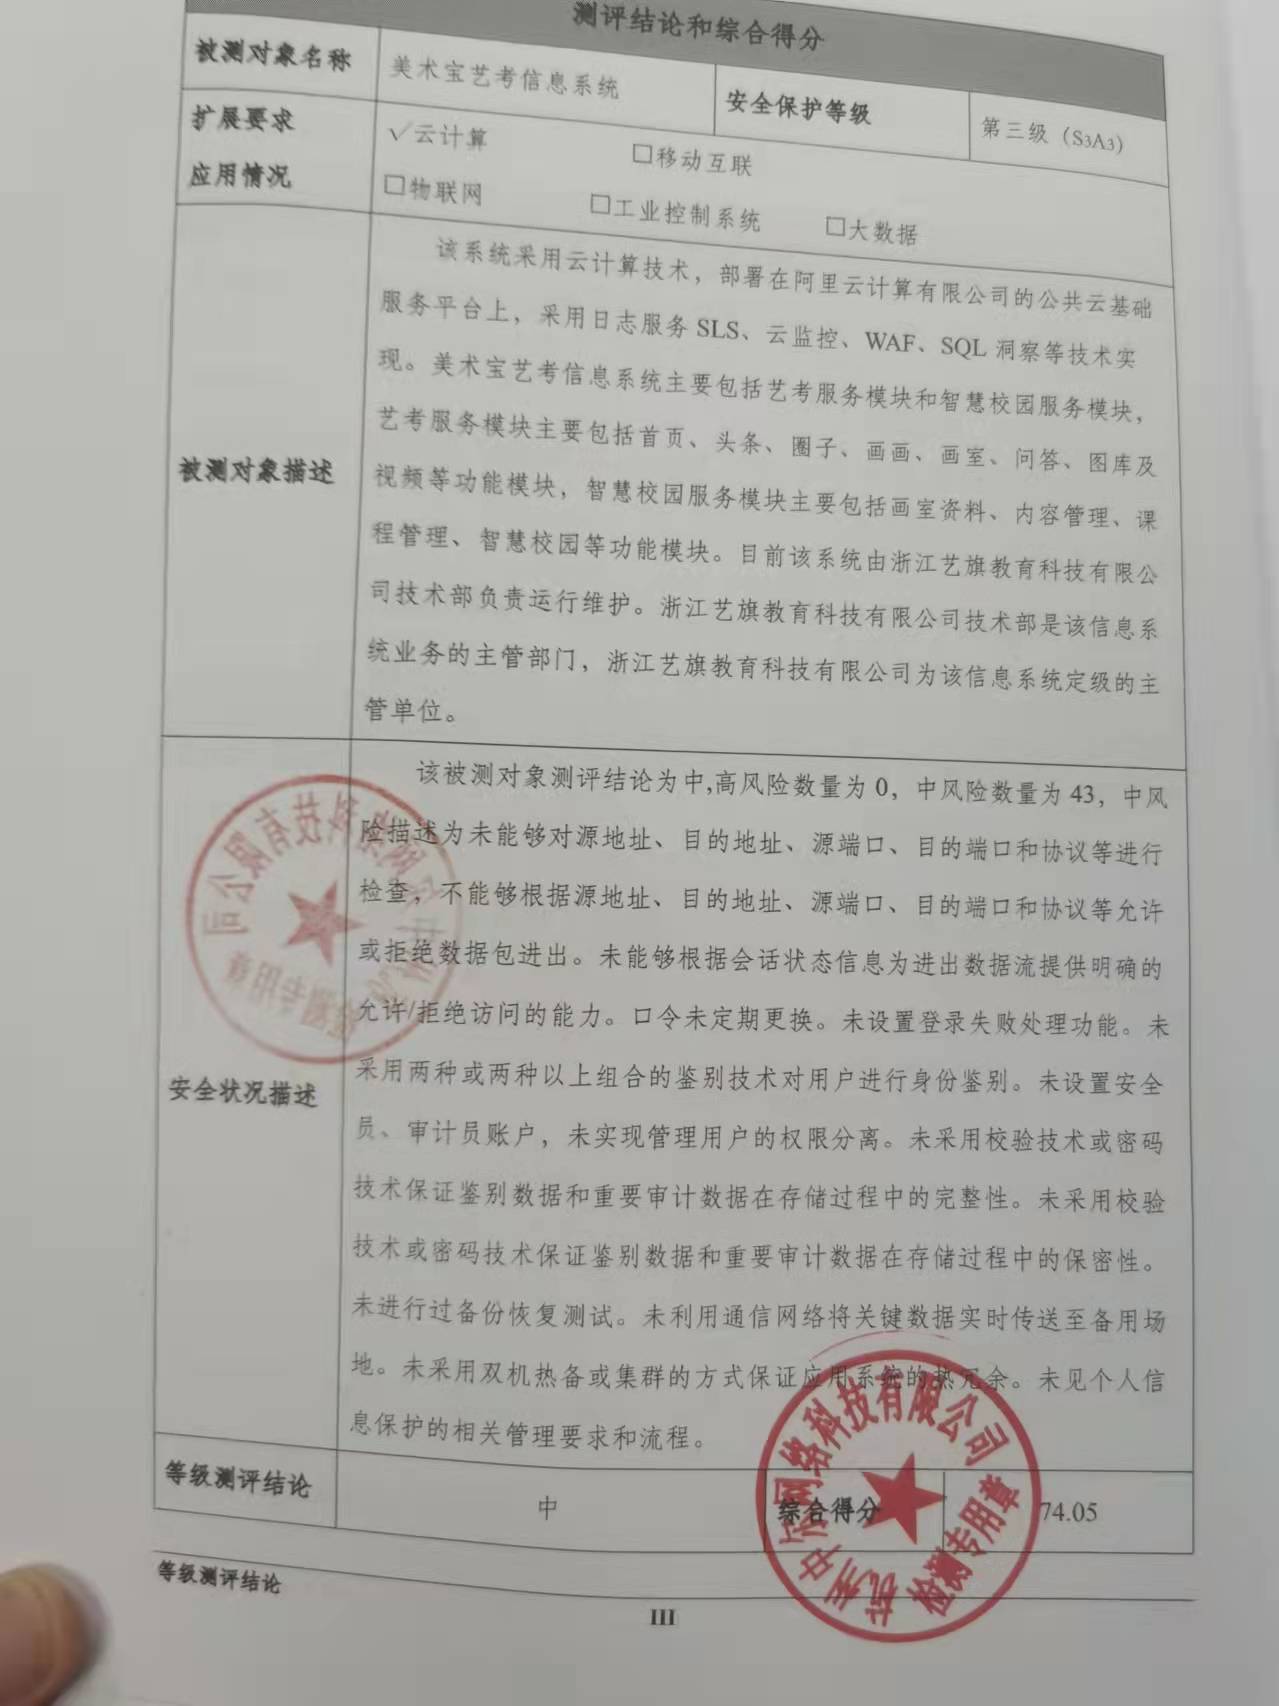 测评结论和综合得分
被测对象名称 美术宝艺考信息系统 安全保护等级 第三级（S3A3）
扩展要求
应用情况
√云计算 □移动互联
□物联网 □工业控制系统 □大数据
被测对象描述
该系统采用云计算技术，部署在阿里云计算有限公司的公共云基础
服务平台上，采用日志服务 SLS、云监控、WAF、SQL 洞察等技术实
现。美术宝艺考信息系统主要包括艺考服务模块和智慧校园服务模块，
艺考服务模块主要包括首页、头条、圈子、画画、画室、问答、图库及
视频等功能模块，智慧校园服务模块主要包括画室资料、内容管理、课
程管理、智慧校园等功能模块。目前该系统由浙江艺旗教育科技有限公
司技术部负责运行维护。浙江艺旗教育科技有限公司技术部是该信息系
统业务的主管部门，浙江艺旗教育科技有限公司为该信息系统定级的主
管单位。
安全状况描述
该被测对象测评结论为中,高风险数量为 0，中风险数量为 43，中风
险描述为未能够对源地址、目的地址、源端口、目的端口和协议等进行
检查，不能够根据源地址、目的地址、源端口、目的端口和协议等允许
或拒绝数据包进出。未能够根据会话状态信息为进出数据流提供明确的
允许/拒绝访问的能力。口令未定期更换。未设置登录失败处理功能。未
采用两种或两种以上组合的鉴别技术对用户进行身份鉴别。未设置安全
员、审计员账户，未实现管理用户的权限分离。未采用校验技术或密码
技术保证鉴别数据和重要审计数据在存储过程中的完整性。未采用校验
技术或密码技术保证鉴别数据和重要审计数据在存储过程中的保密性。
未进行过备份恢复测试。未利用通信网络将关键数据实时传送至备用场
地。未采用双机热备或集群的方式保证应用系统的热冗余。未见个人信
息保护的相关管理要求和流程。
等级测评结论 中 综合得分 74.05
杭州中 网络科技有限公司
检测专用章
等级测评结论
III